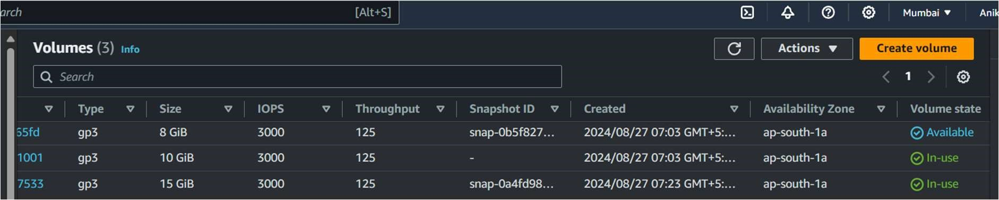 arch [Alt+S] Mumbai Anik
Volumes (3) Info Actions Create volume
Search 1
Type Size IOPS Throughput Snapshot ID Created Availability Zone Volume state
65fd gp3 8 GiB 3000 125 snap-0b5f827... 2024/08/27 07:03 GMT+5:... ap-south-1a Available
1001 gp3 10 GiB 3000 125 - 2024/08/27 07:03 GMT+5:... ap-south-1a In-use
7533 gp3 15 GiB 3000 125 snap-0a4fd98... 2024/08/27 07:23 GMT+5:... ap-south-1a In-use